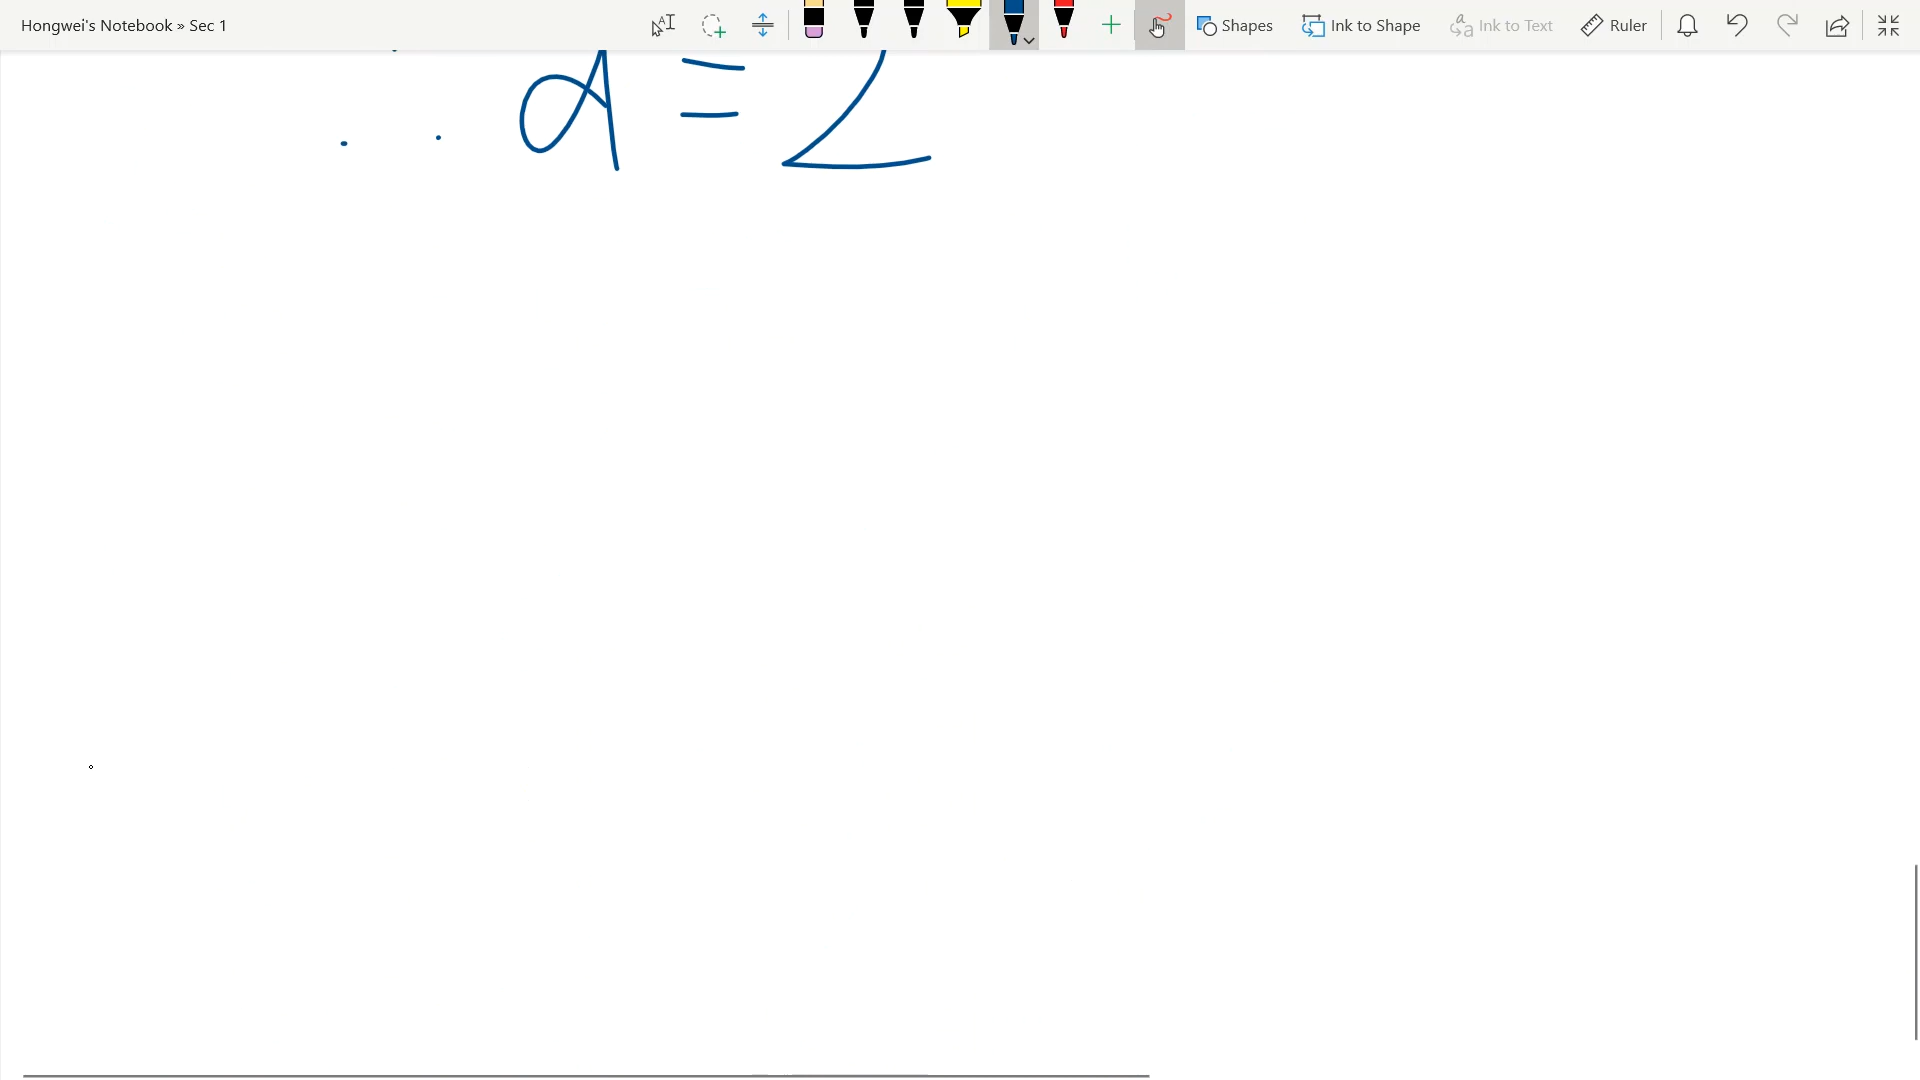 Hongwei's Notebook » Sec 1
Shapes
Ink to Shape
Ink to Text
Ruler
∴ d = 2